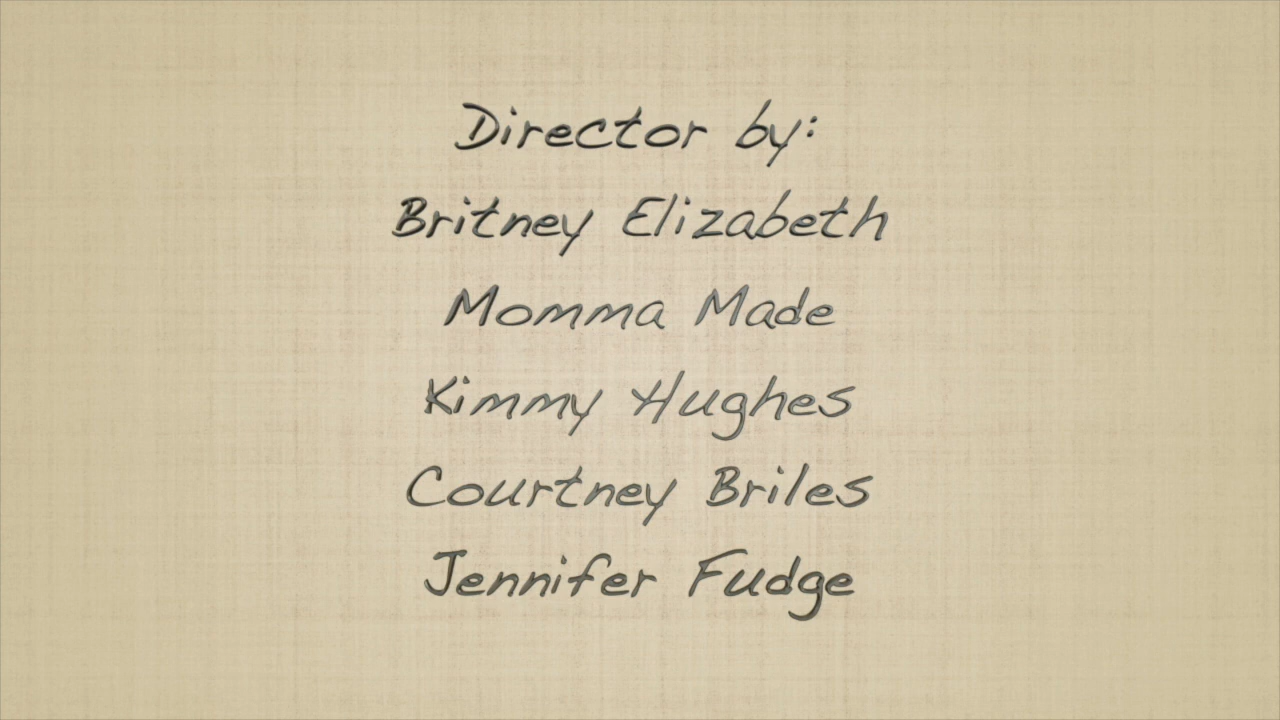 Director by:
Britney Elizabeth
Momma Made
Kimmy Hughes
Courtney Briles
Jennifer Fudge